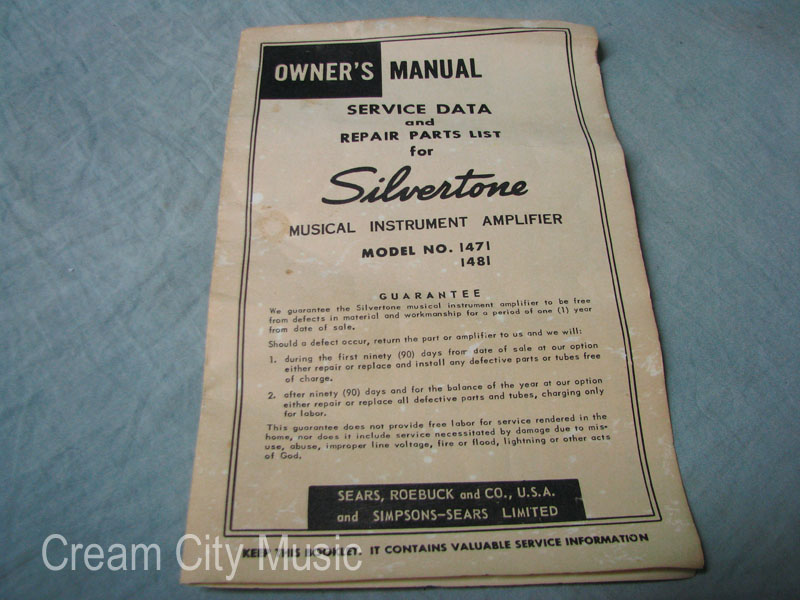 OWNER'S MANUAL
SERVICE DATA
and
REPAIR PARTS LIST
for
Silvertone
MUSICAL INSTRUMENT AMPLIFIER
MODEL NO. 1471
1481
GUARANTEE
We guarantee the Silvertone musical instrument amplifier to be free
from defects in material and workmanship for a period of one (1) year
from date of sale.
Should a defect occur, return the part or amplifier to us and we will:
1. during the first ninety (90) days from date of sale at our option
either repair or replace and install any defective parts or tubes free
of charge.
2. after ninety (90) days and for the balance of the year at our option
either repair or replace all defective parts and tubes, charging only
for labor.
This guarantee does not provide free labor for service rendered in the
home, nor does it include service necessitated by damage due to mis-
use, abuse, improper line voltage, fire or flood, lightning or other acts
of God.
SEARS, ROEBUCK and CO., U.S.A.
and SIMPSONS-SEARS LIMITED
KEEP THIS BOOKLET. IT CONTAINS VALUABLE SERVICE INFORMATION
Cream City Music